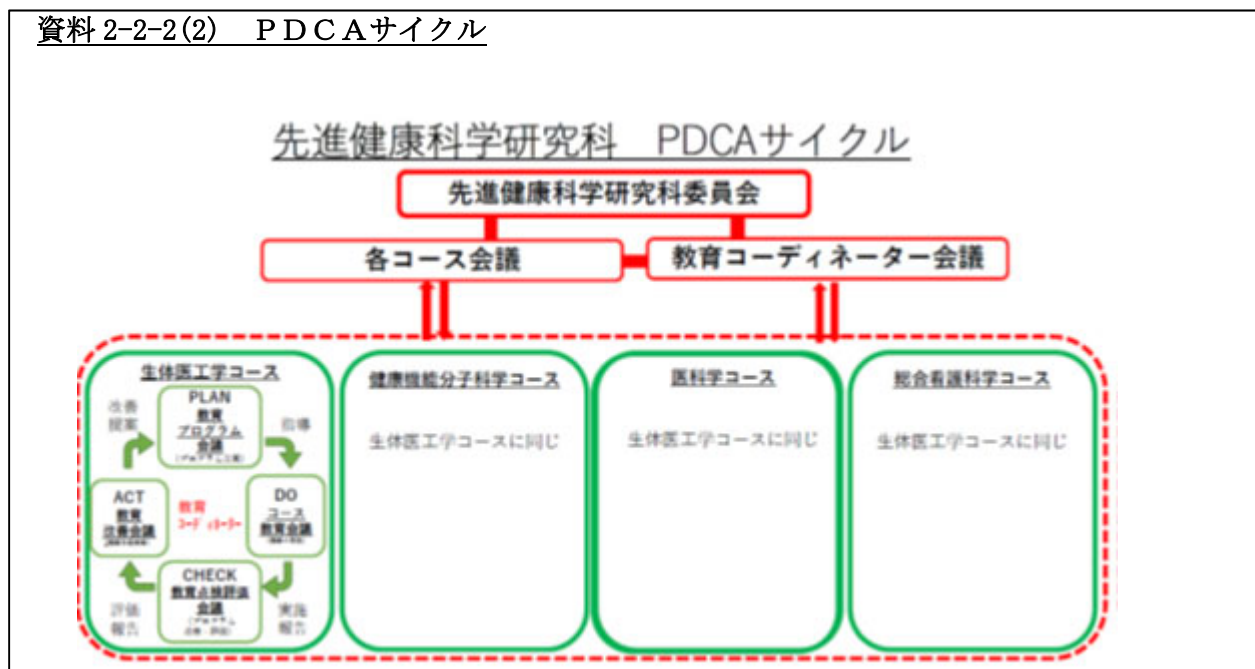 資料 2-2-2(2)　ＰＤＣＡサイクル
先進健康科学研究科　PDCAサイクル
先進健康科学研究科委員会
各コース会議
教育コーディネーター会議
生体医工学コース
改善
提案
PLAN
教育
プログラム
会議
指導
ACT
教育
改善会議
教育
ｺｰﾃﾞｨﾈｰﾀｰ
DO
コース
教育会議
CHECK
教育点検評価
会議
評価
報告
実施
報告
健康機能分子科学コース
生体医工学コースに同じ
医科学コース
生体医工学コースに同じ
総合看護科学コース
生体医工学コースに同じ